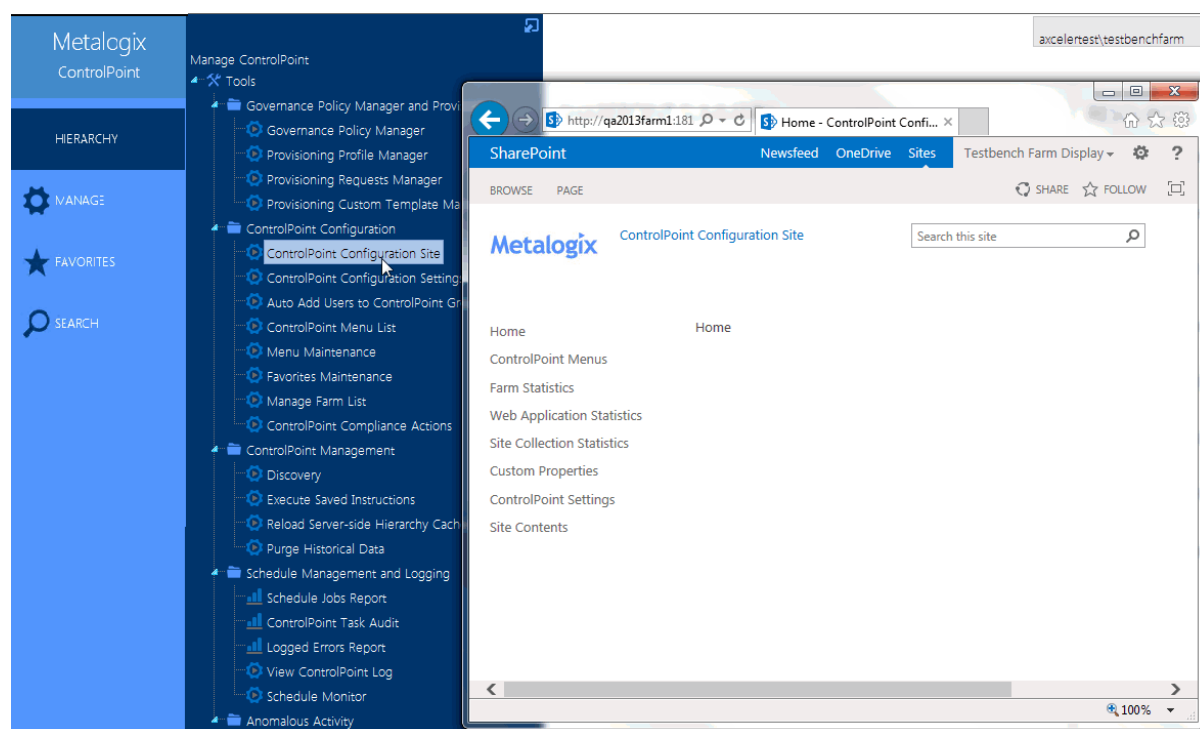 Metalogix
ControlPoint
HIERARCHY
MANAGE
FAVORITES
SEARCH
Manage ControlPoint
Tools
Governance Policy Manager and Provi
Governance Policy Manager
Provisioning Profile Manager
Provisioning Requests Manager
Provisioning Custom Template Ma
ControlPoint Configuration
ControlPoint Configuration Site
ControlPoint Configuration Setting
Auto Add Users to ControlPoint Gr
ControlPoint Menu List
Menu Maintenance
Favorites Maintenance
Manage Farm List
ControlPoint Compliance Actions
ControlPoint Management
Discovery
Execute Saved Instructions
Reload Server-side Hierarchy Cach
Purge Historical Data
Schedule Management and Logging
Schedule Jobs Report
ControlPoint Task Audit
Logged Errors Report
View ControlPoint Log
Schedule Monitor
Anomalous Activity
axcelertest\testbenchfarm
http://qa2013farm1:181
Home - ControlPoint Confi...
SharePoint
Newsfeed OneDrive Sites Testbench Farm Display ?
BROWSE PAGE SHARE FOLLOW
Metalogix
ControlPoint Configuration Site
Search this site
Home
ControlPoint Menus
Farm Statistics
Web Application Statistics
Site Collection Statistics
Custom Properties
ControlPoint Settings
Site Contents
Home
100%